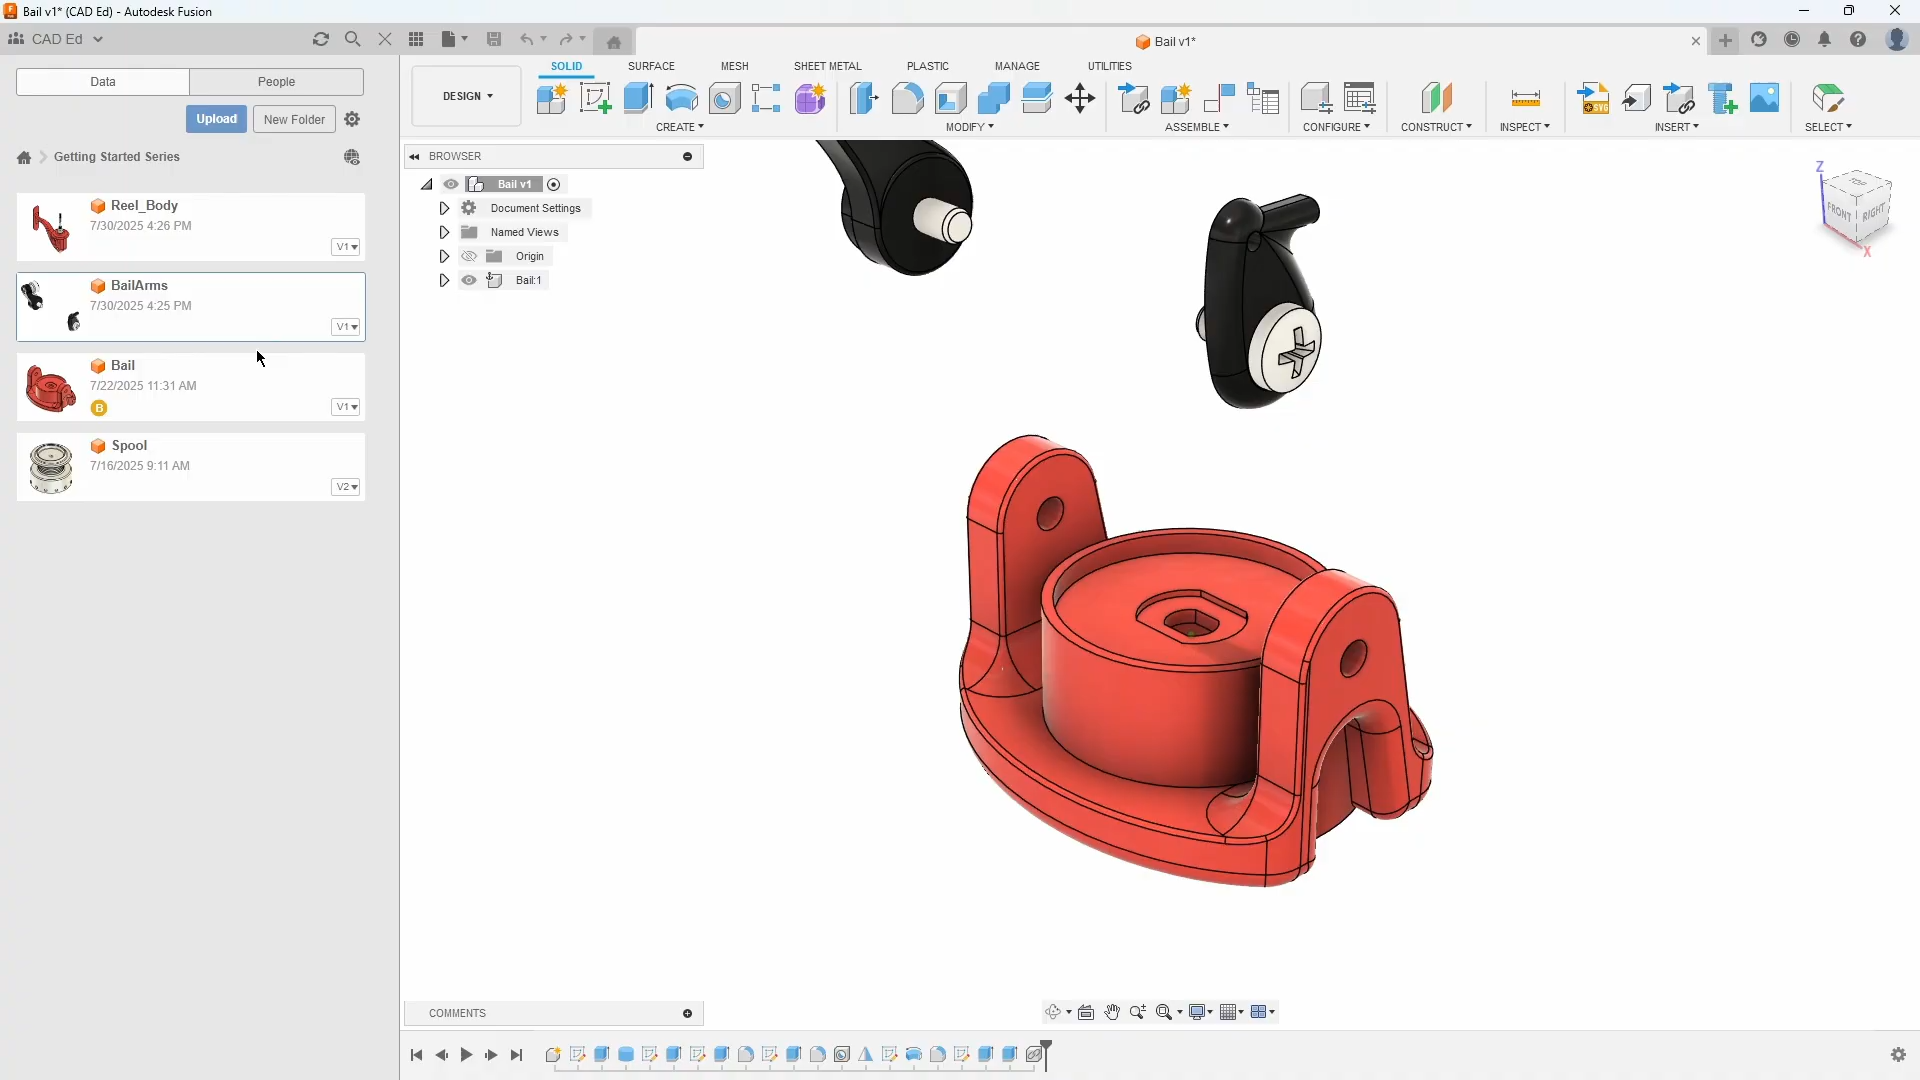 Bail v1* (CAD Ed) - Autodesk Fusion
CAD Ed
Bail v1*
Data
People
Upload
New Folder
Getting Started Series
Reel_Body
7/30/2025 4:26 PM
V1
BailArms
7/30/2025 4:25 PM
V1
Bail
7/22/2025 11:31 AM
B
V1
Spool
7/16/2025 9:11 AM
V2
DESIGN
SOLID
SURFACE
MESH
SHEET METAL
PLASTIC
MANAGE
UTILITIES
CREATE
MODIFY
ASSEMBLE
CONFIGURE
CONSTRUCT
INSPECT
INSERT
SELECT
SVG
BROWSER
Bail v1
Document Settings
Named Views
Origin
Bail:1
Z
TOP
FRONT
RIGHT
X
COMMENTS